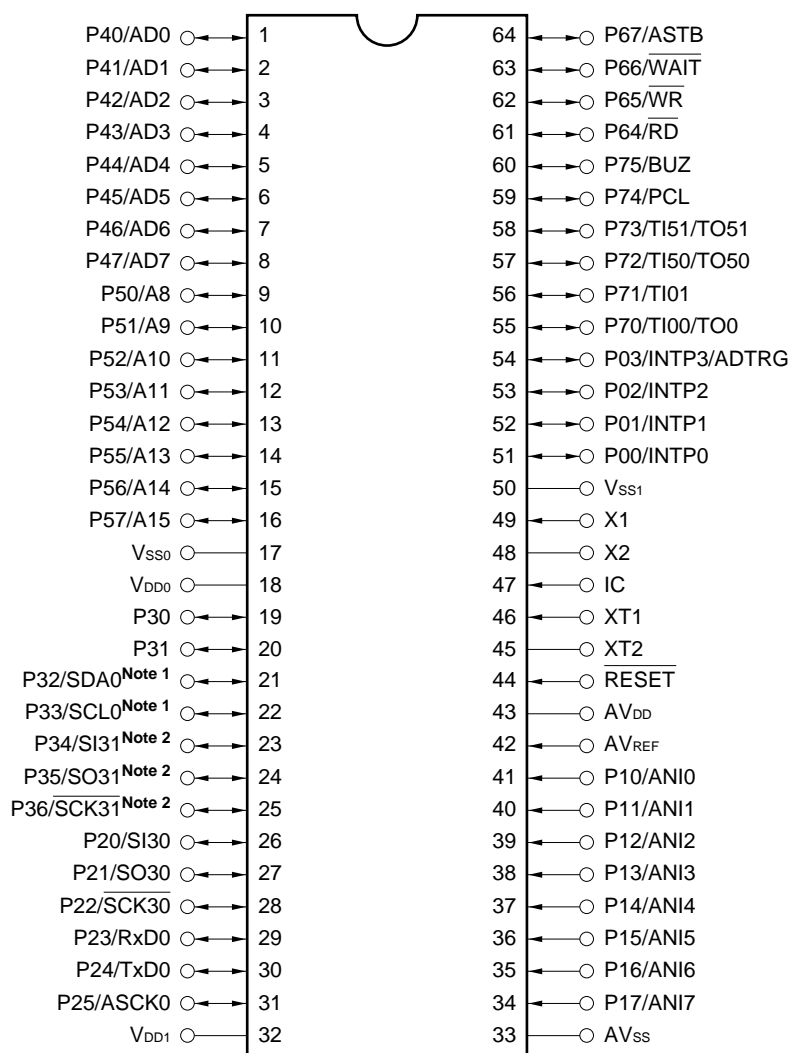 P40/AD0 1 64 P67/ASTB
P41/AD1 2 63 P66/WAIT
P42/AD2 3 62 P65/WR
P43/AD3 4 61 P64/RD
P44/AD4 5 60 P75/BUZ
P45/AD5 6 59 P74/PCL
P46/AD6 7 58 P73/TI51/TO51
P47/AD7 8 57 P72/TI50/TO50
P50/A8 9 56 P71/TI01
P51/A9 10 55 P70/TI00/TO0
P52/A10 11 54 P03/INTP3/ADTRG
P53/A11 12 53 P02/INTP2
P54/A12 13 52 P01/INTP1
P55/A13 14 51 P00/INTP0
P56/A14 15 50 VSS1
P57/A15 16 49 X1
VSS0 17 48 X2
VDD0 18 47 IC
P30 19 46 XT1
P31 20 45 XT2
P32/SDA0Note 1 21 44 RESET
P33/SCL0Note 1 22 43 AVDD
P34/SI31Note 2 23 42 AVREF
P35/SO31Note 2 24 41 P10/ANI0
P36/SCK31Note 2 25 40 P11/ANI1
P20/SI30 26 39 P12/ANI2
P21/SO30 27 38 P13/ANI3
P22/SCK30 28 37 P14/ANI4
P23/RxD0 29 36 P15/ANI5
P24/TxD0 30 35 P16/ANI6
P25/ASCK0 31 34 P17/ANI7
VDD1 32 33 AVSS